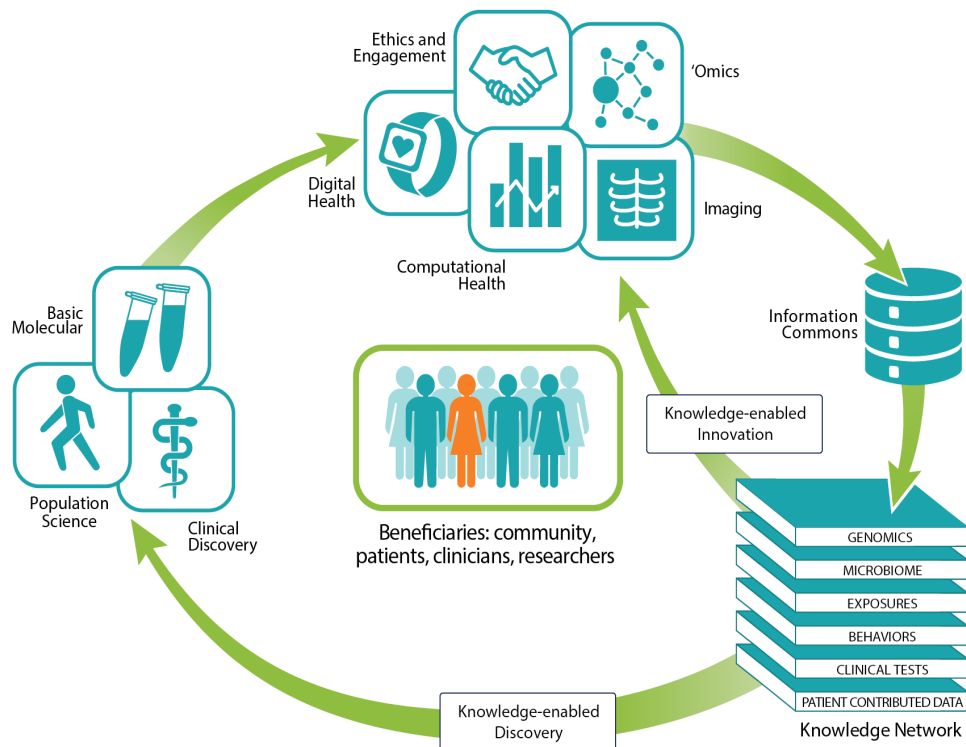 Ethics and
Engagement
‘Omics
Digital
Health
Imaging
Computational
Health
Basic
Molecular
Information
Commons
Knowledge-enabled
Innovation
Population
Science
Clinical
Discovery
Beneficiaries: community,
patients, clinicians, researchers
GENOMICS
MICROBIOME
EXPOSURES
BEHAVIORS
CLINICAL TESTS
PATIENT CONTRIBUTED DATA
Knowledge Network
Knowledge-enabled
Discovery